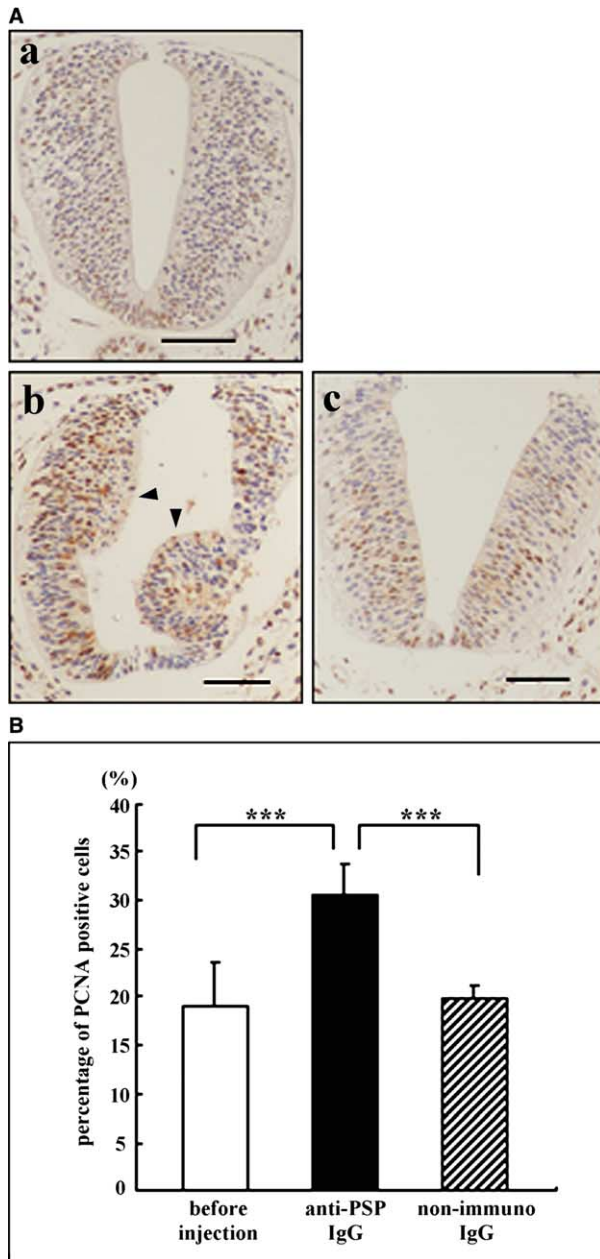 A
a
b
c
B
(%)
***
***
40
35
30
25
20
15
10
5
0
percentage of PCNA positive cells
before
injection
anti-PSP
IgG
non-immuno
IgG